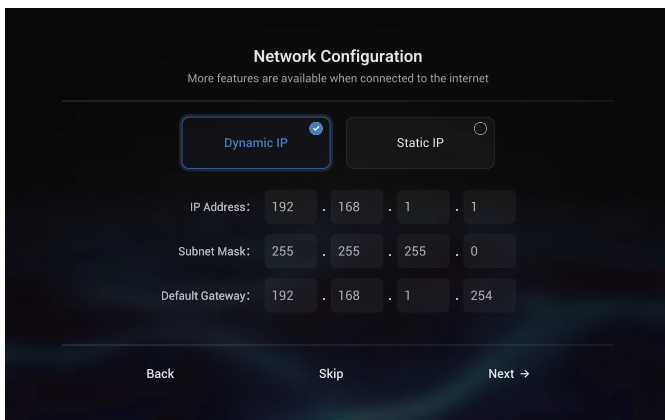 Network Configuration
More features are available when connected to the internet
Dynamic IP
Static IP
IP Address: 192 . 168 . 1 . 1
Subnet Mask: 255 . 255 . 255 . 0
Default Gateway: 192 . 168 . 1 . 254
Back Skip Next →